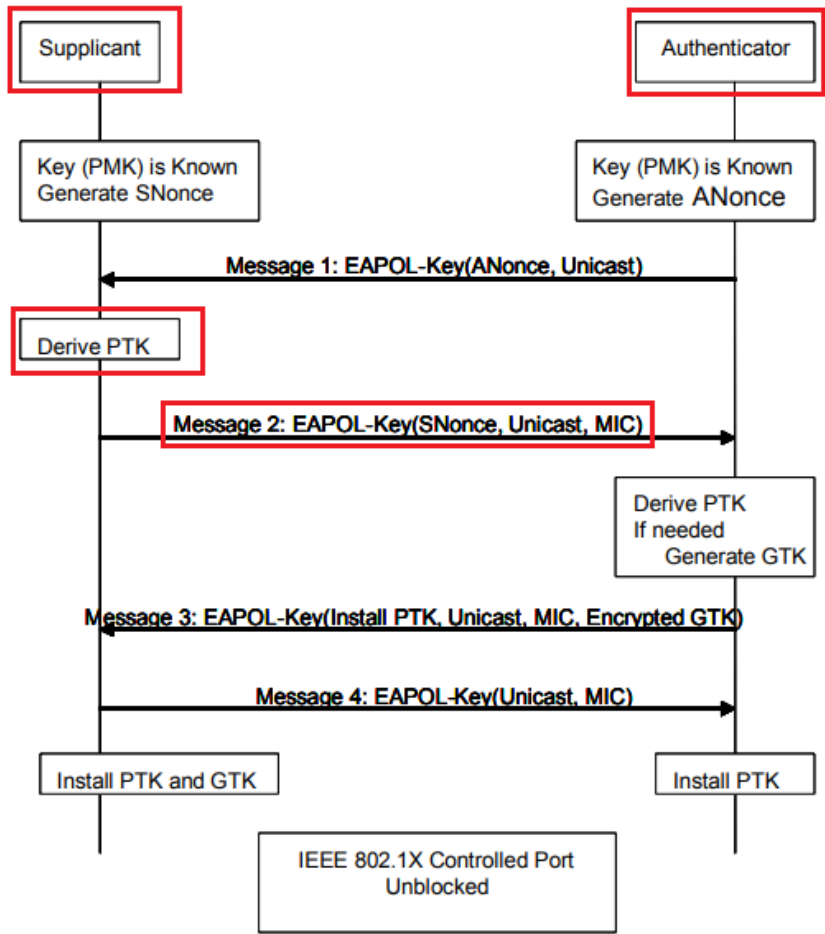 Supplicant
Authenticator
Key (PMK) is Known
Generate SNonce
Key (PMK) is Known
Generate ANonce
Message 1: EAPOL-Key(ANonce, Unicast)
Derive PTK
Message 2: EAPOL-Key(SNonce, Unicast, MIC)
Derive PTK
If needed
Generate GTK
Message 3: EAPOL-Key(Install PTK, Unicast, MIC, Encrypted GTK)
Message 4: EAPOL-Key(Unicast, MIC)
Install PTK and GTK
Install PTK
IEEE 802.1X Controlled Port
Unblocked